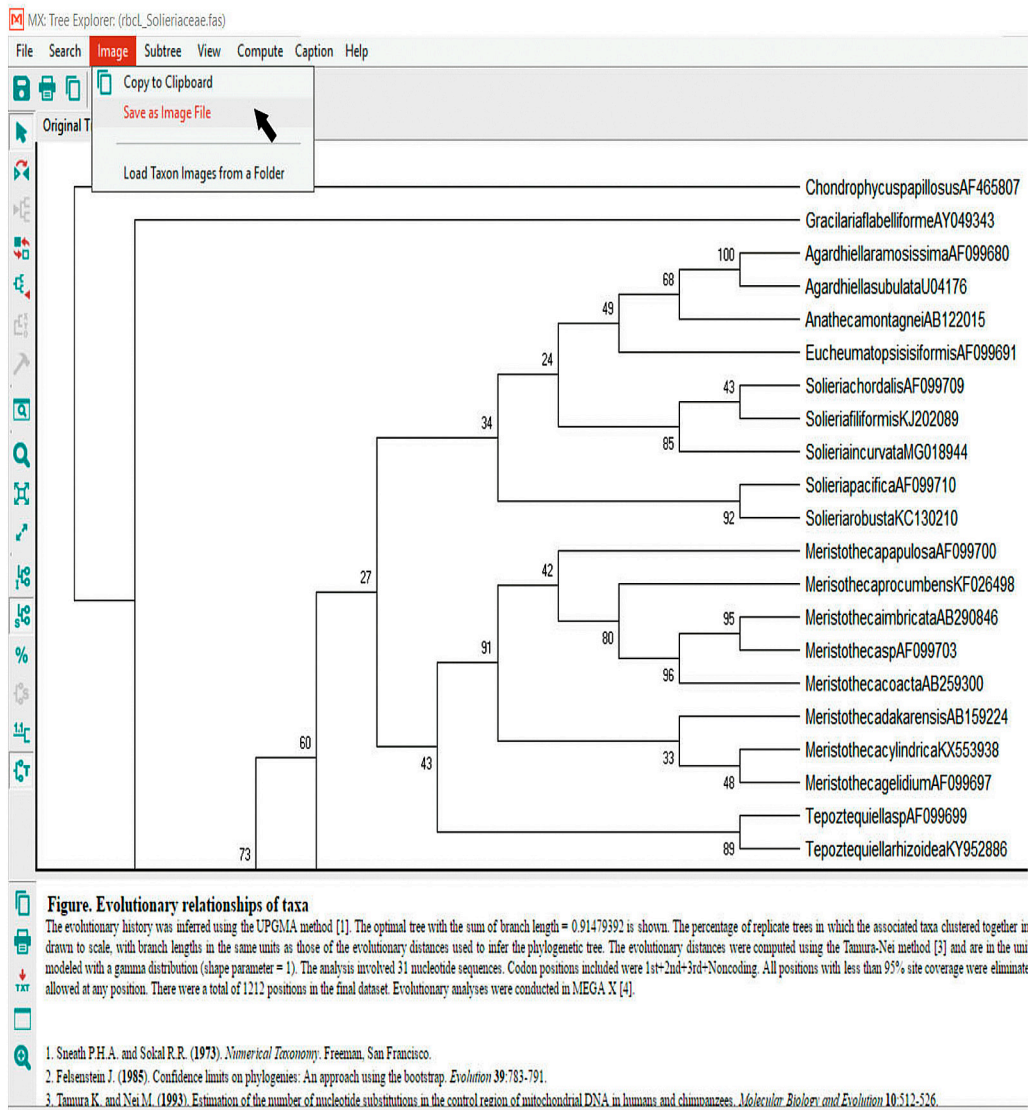 MX: Tree Explorer: (rbcL_Solieriaceae.fas)
File Search Image Subtree View Compute Caption Help
Copy to Clipboard
Save as Image File
Original T
Load Taxon Images from a Folder
ChondrophycuspapillosusAF465807
GracilariaflabelliformeAY049343
100 AgardhiellaramosissimaAF099680
68 AgardhiellasubulataU04176
49 AnathecamontagneiAB122015
24 EucheumatopsisisiformisAF099691
43 SolieriachordalisAF099709
SolieriafiliformisKJ202089
34
85 SolieriaincurvataMG018944
SolieriapacificaAF099710
92 SolieriarobustaKC130210
MeristothecapapulosaAF099700
27 42 MerisothecaprocumbensKF026498
95 MeristothecaimbricataAB290846
91 80 MeristothecaspAF099703
96 MeristothecacoactaAB259300
MeristothecadakarensisAB159224
60 33 MeristothecacylindricaKX553938
43 48 MeristothecagelidiumAF099697
TepoztequiellaspAF099699
73 89 TepoztequiellarhizoideaKY952886
%
TXT
Figure. Evolutionary relationships of taxa
The evolutionary history was inferred using the UPGMA method [1]. The optimal tree with the sum of branch length = 0.91479392 is shown. The percentage of replicate trees in which the associated taxa clustered together in
drawn to scale, with branch lengths in the same units as those of the evolutionary distances used to infer the phylogenetic tree. The evolutionary distances were computed using the Tamura-Nei method [3] and are in the uni
modeled with a gamma distribution (shape parameter = 1). The analysis involved 31 nucleotide sequences. Codon positions included were 1st+2nd+3rd+Noncoding. All positions with less than 95% site coverage were eliminate
allowed at any position. There were a total of 1212 positions in the final dataset. Evolutionary analyses were conducted in MEGA X [4].
1. Sneath P.H.A. and Sokal R.R. (1973). Numerical Taxonomy. Freeman, San Francisco.
2. Felsenstein J. (1985). Confidence limits on phylogenies: An approach using the bootstrap. Evolution 39:783-791.
3. Tamura K. and Nei M. (1993). Estimation of the number of nucleotide substitutions in the control region of mitochondrial DNA in humans and chimpanzees. Molecular Biology and Evolution 10:512-526.